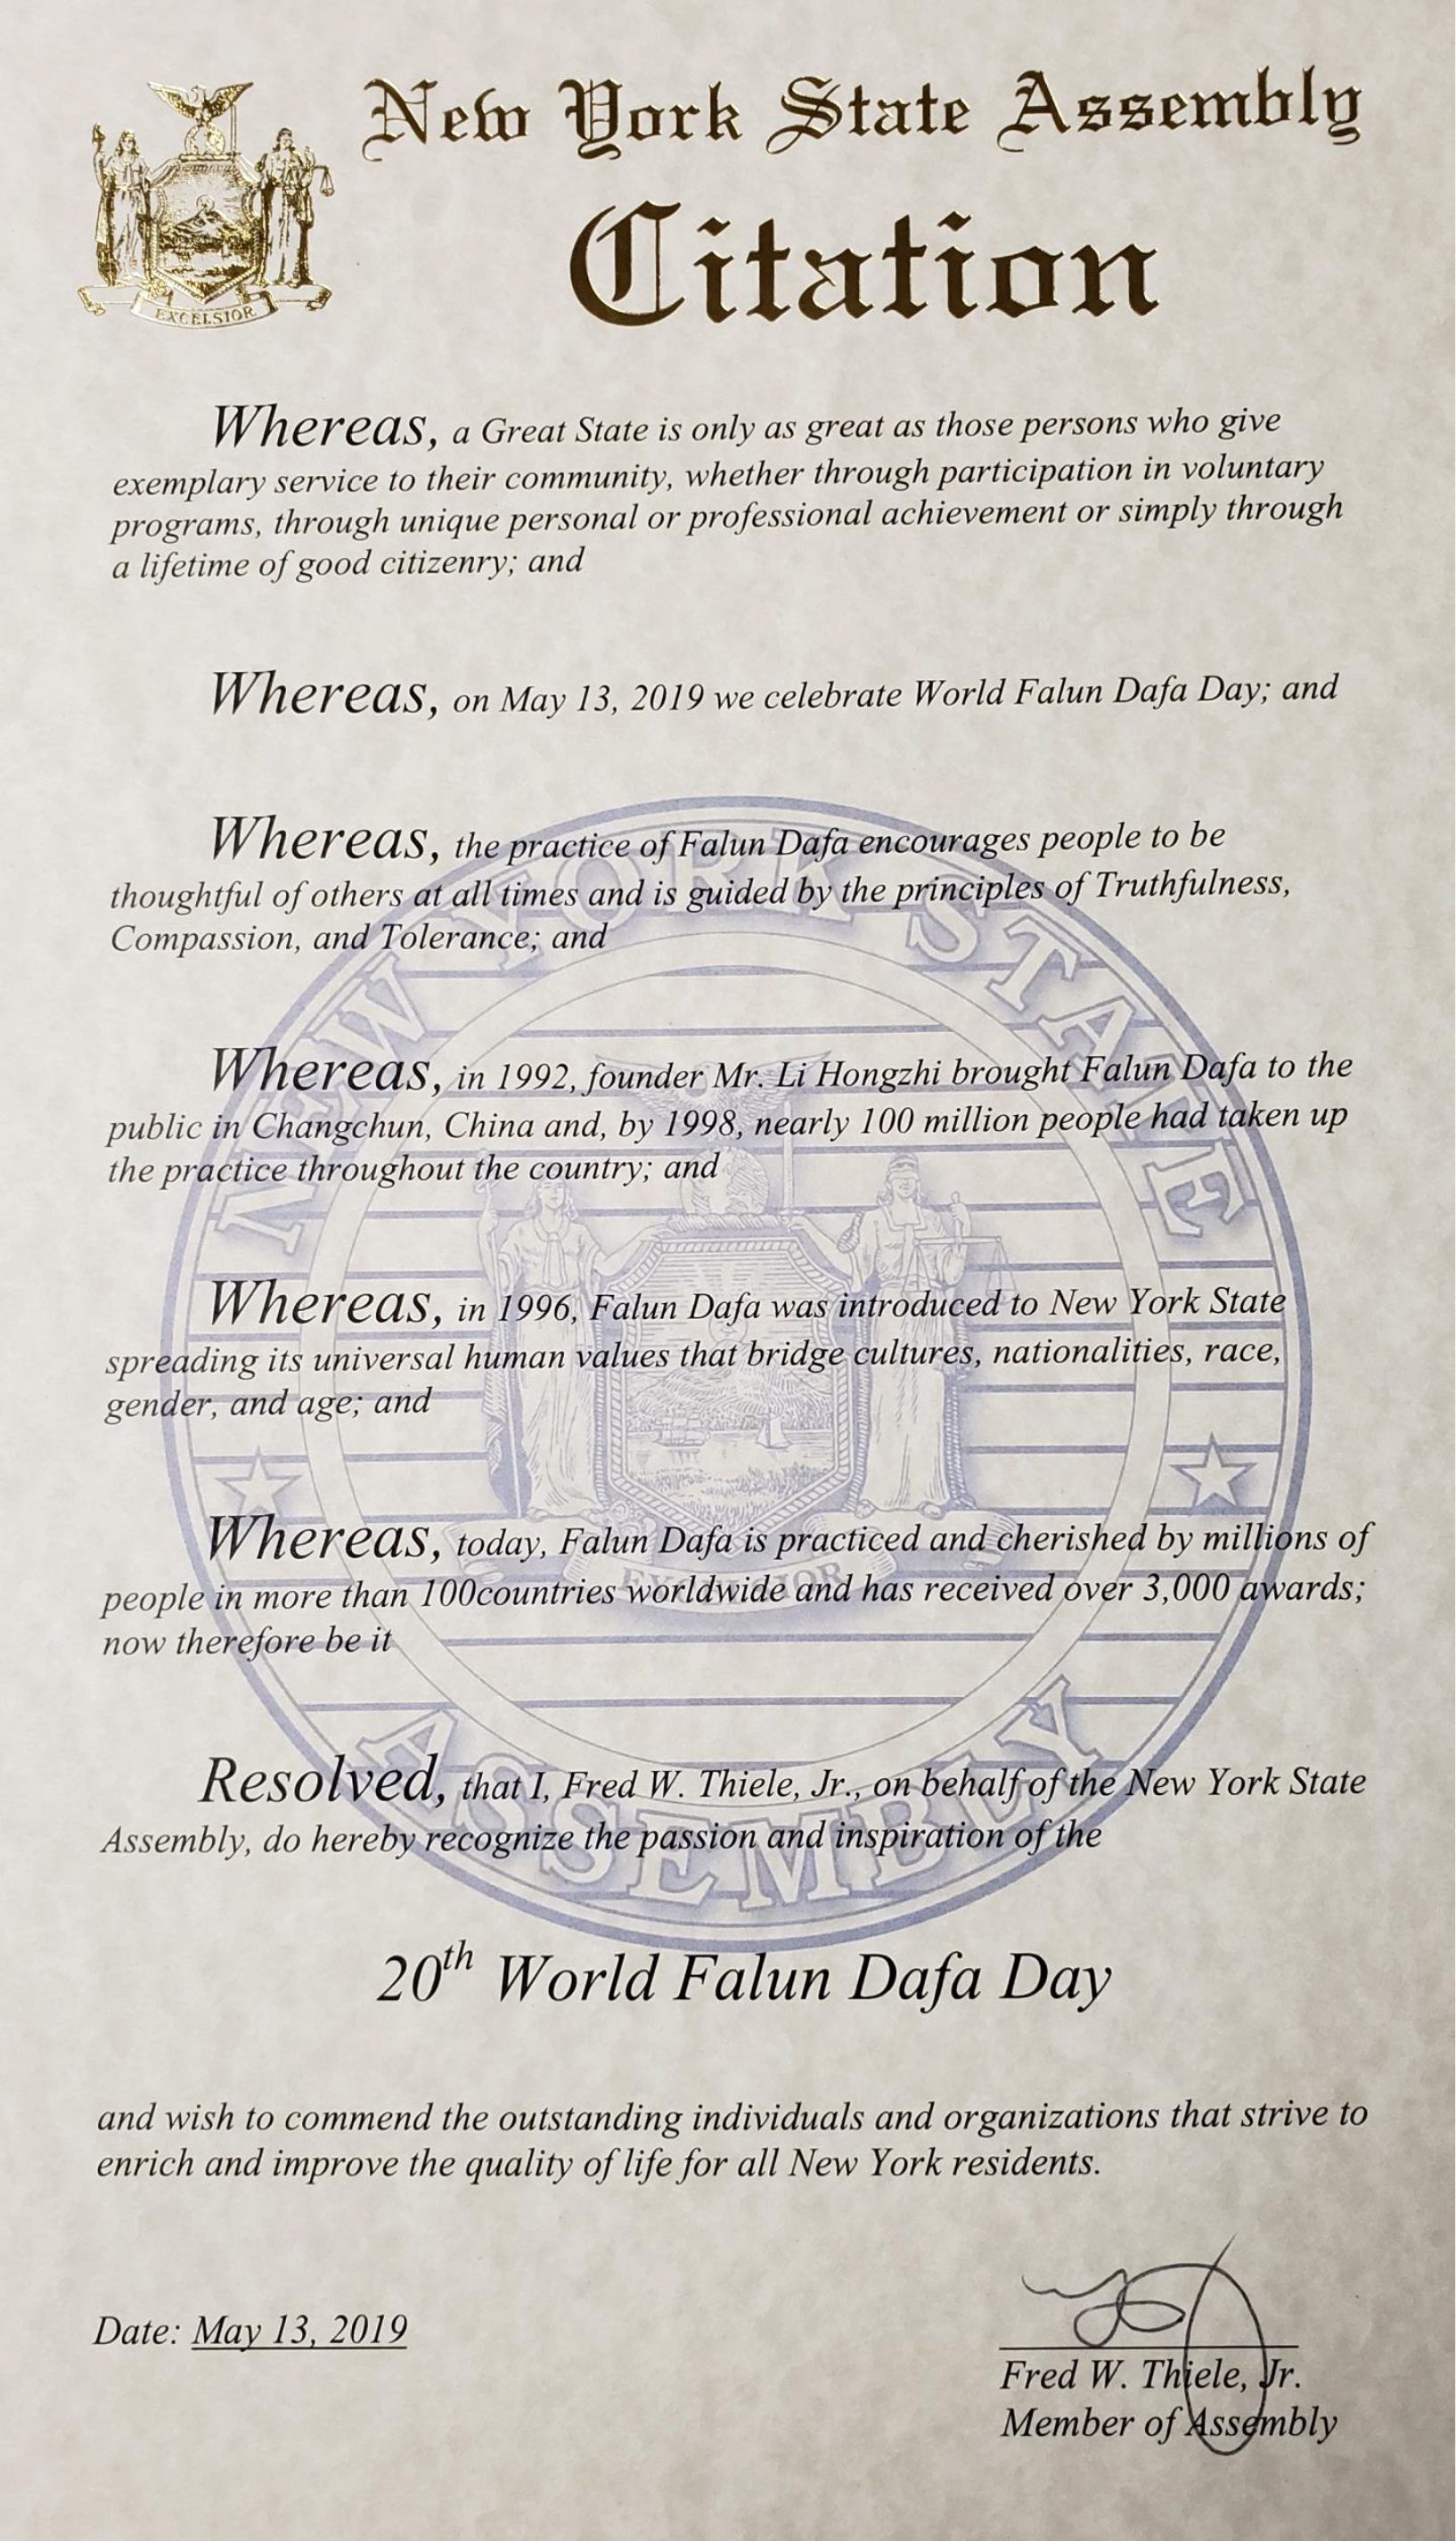 New York State Assembly
Citation
EXCELSIOR
Whereas, a Great State is only as great as those persons who give
exemplary service to their community, whether through participation in voluntary
programs, through unique personal or professional achievement or simply through
a lifetime of good citizenry; and
Whereas, on May 13, 2019 we celebrate World Falun Dafa Day; and
Whereas, the practice of Falun Dafa encourages people to be
thoughtful of others at all times and is guided by the principles of Truthfulness,
Compassion, and Tolerance; and
Whereas, in 1992, founder Mr. Li Hongzhi brought Falun Dafa to the
public in Changchun, China and, by 1998, nearly 100 million people had taken up
the practice throughout the country; and
Whereas, in 1996, Falun Dafa was introduced to New York State
spreading its universal human values that bridge cultures, nationalities, race,
gender, and age; and
Whereas, today, Falun Dafa is practiced and cherished by millions of
people in more than 100countries worldwide and has received over 3,000 awards;
now therefore be it
Resolved, that I, Fred W. Thiele, Jr., on behalf of the New York State
Assembly, do hereby recognize the passion and inspiration of the
20th World Falun Dafa Day
and wish to commend the outstanding individuals and organizations that strive to
enrich and improve the quality of life for all New York residents.
Date: May 13, 2019
Fred W. Thiele, Jr.
Member of Assembly
NEW YORK STATE
EXCELSIOR
ASSEMBLY